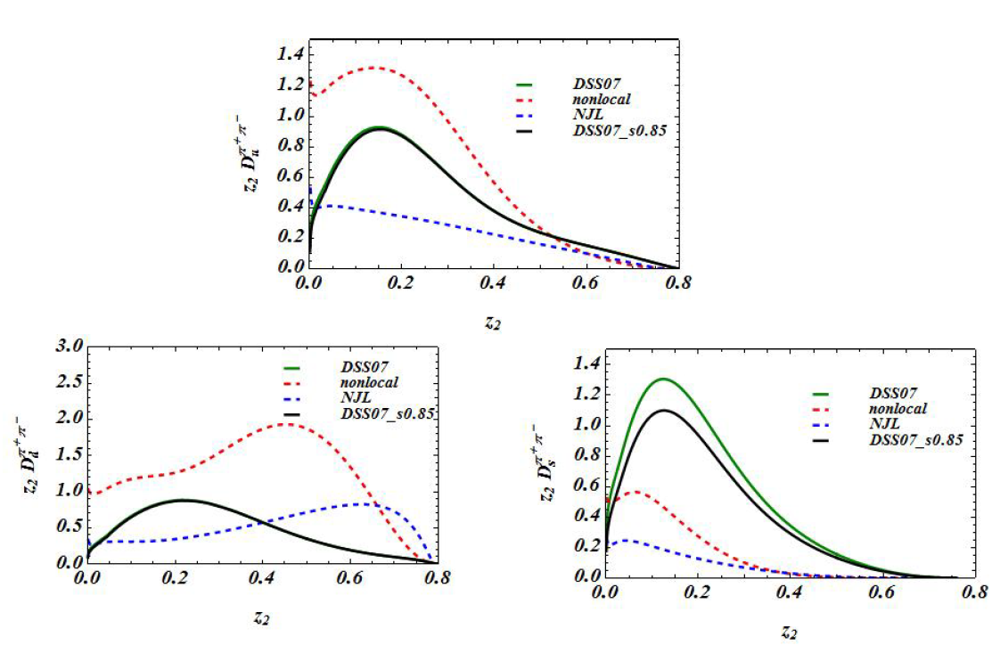 z2 D_u^{π+π−}
1.4
1.2
1.0
0.8
0.6
0.4
0.2
0.0
DSS07
nonlocal
NJL
DSS07_s0.85
0.0 0.2 0.4 0.6 0.8
z2
z2 D_d^{π+π−}
3.0
2.5
2.0
1.5
1.0
0.5
0.0
DSS07
nonlocal
NJL
DSS07_s0.85
0.0 0.2 0.4 0.6 0.8
z2
z2 D_s^{π+π−}
1.4
1.2
1.0
0.8
0.6
0.4
0.2
0.0
DSS07
nonlocal
NJL
DSS07_s0.85
0.0 0.2 0.4 0.6 0.8
z2